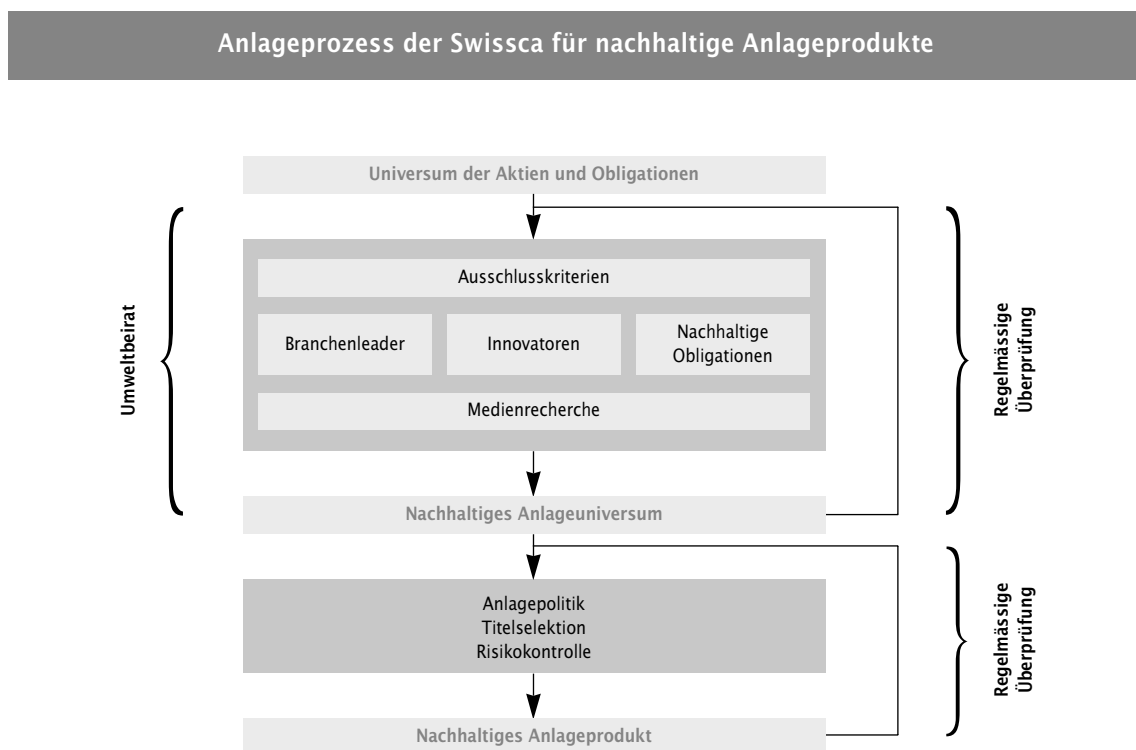 Anlageprozess der Swissca für nachhaltige Anlageprodukte
Universum der Aktien und Obligationen
Umweltbeirat
Ausschlusskriterien
Branchenleader
Innovatoren
Nachhaltige
Obligationen
Medienrecherche
Regelmässige
Überprüfung
Nachhaltiges Anlageuniversum
Anlagepolitik
Titelselektion
Risikokontrolle
Regelmässige
Überprüfung
Nachhaltiges Anlageprodukt